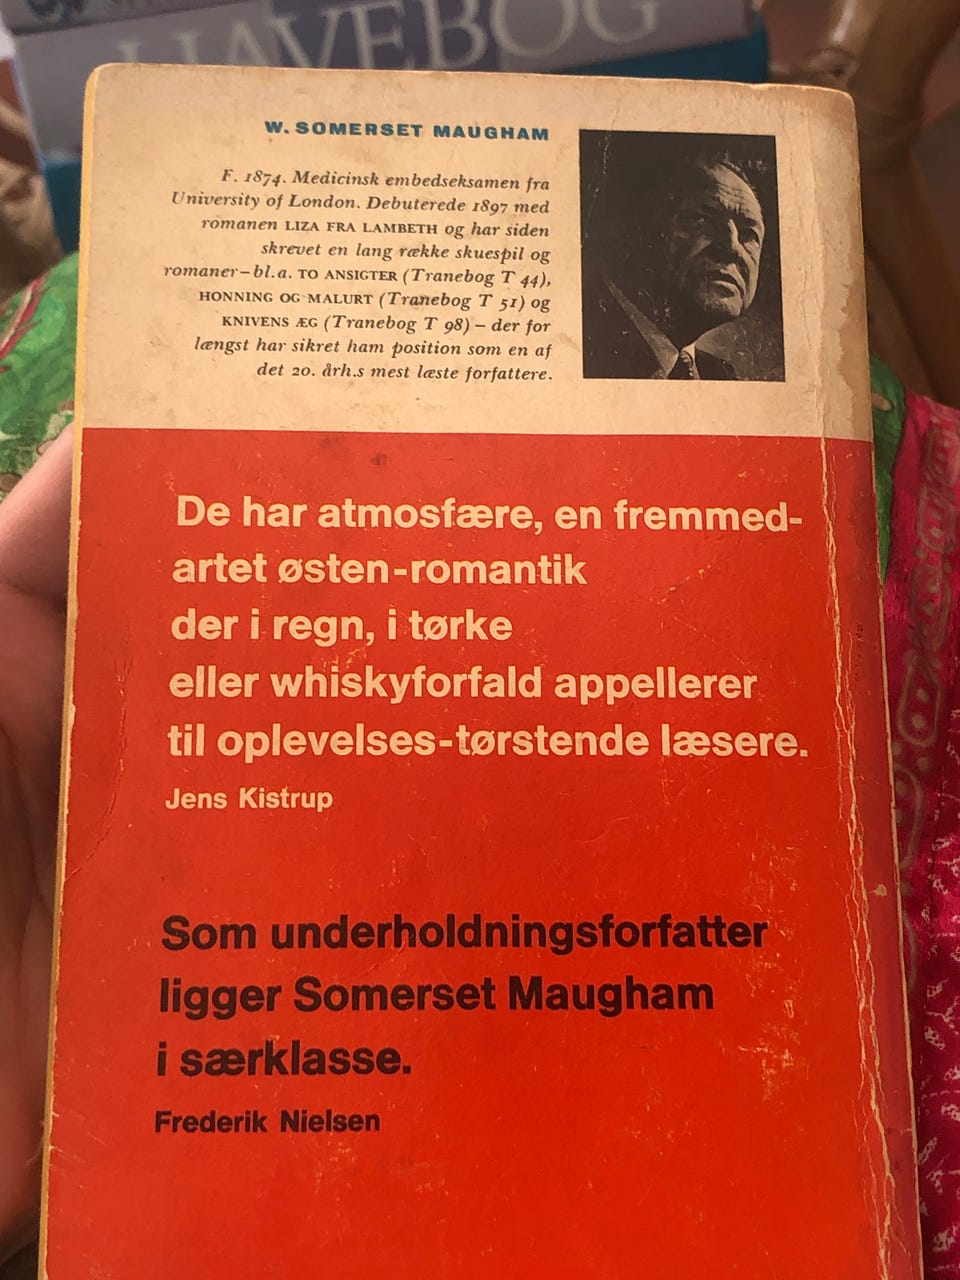 HAVEBOG
W. SOMERSET MAUGHAM
F. 1874. Medicinsk embedseksamen fra
University of London. Debuterede 1897 med
romanen LIZA FRA LAMBETH og har siden
skrevet en lang række skuespil og
romaner – bl.a. TO ANSIGTER (Tranebog T 44),
HONNING OG MALURT (Tranebog T 51) og
KNIVENS ÆG (Tranebog T 98) – der for
længst har sikret ham position som en af
det 20. årh.s mest læste forfattere.
De har atmosfære, en fremmed-
artet østen-romantik
der i regn, i tørke
eller whiskyforfald appellerer
til oplevelses-tørstende læsere.
Jens Kistrup
Som underholdningsforfatter
ligger Somerset Maugham
i særklasse.
Frederik Nielsen